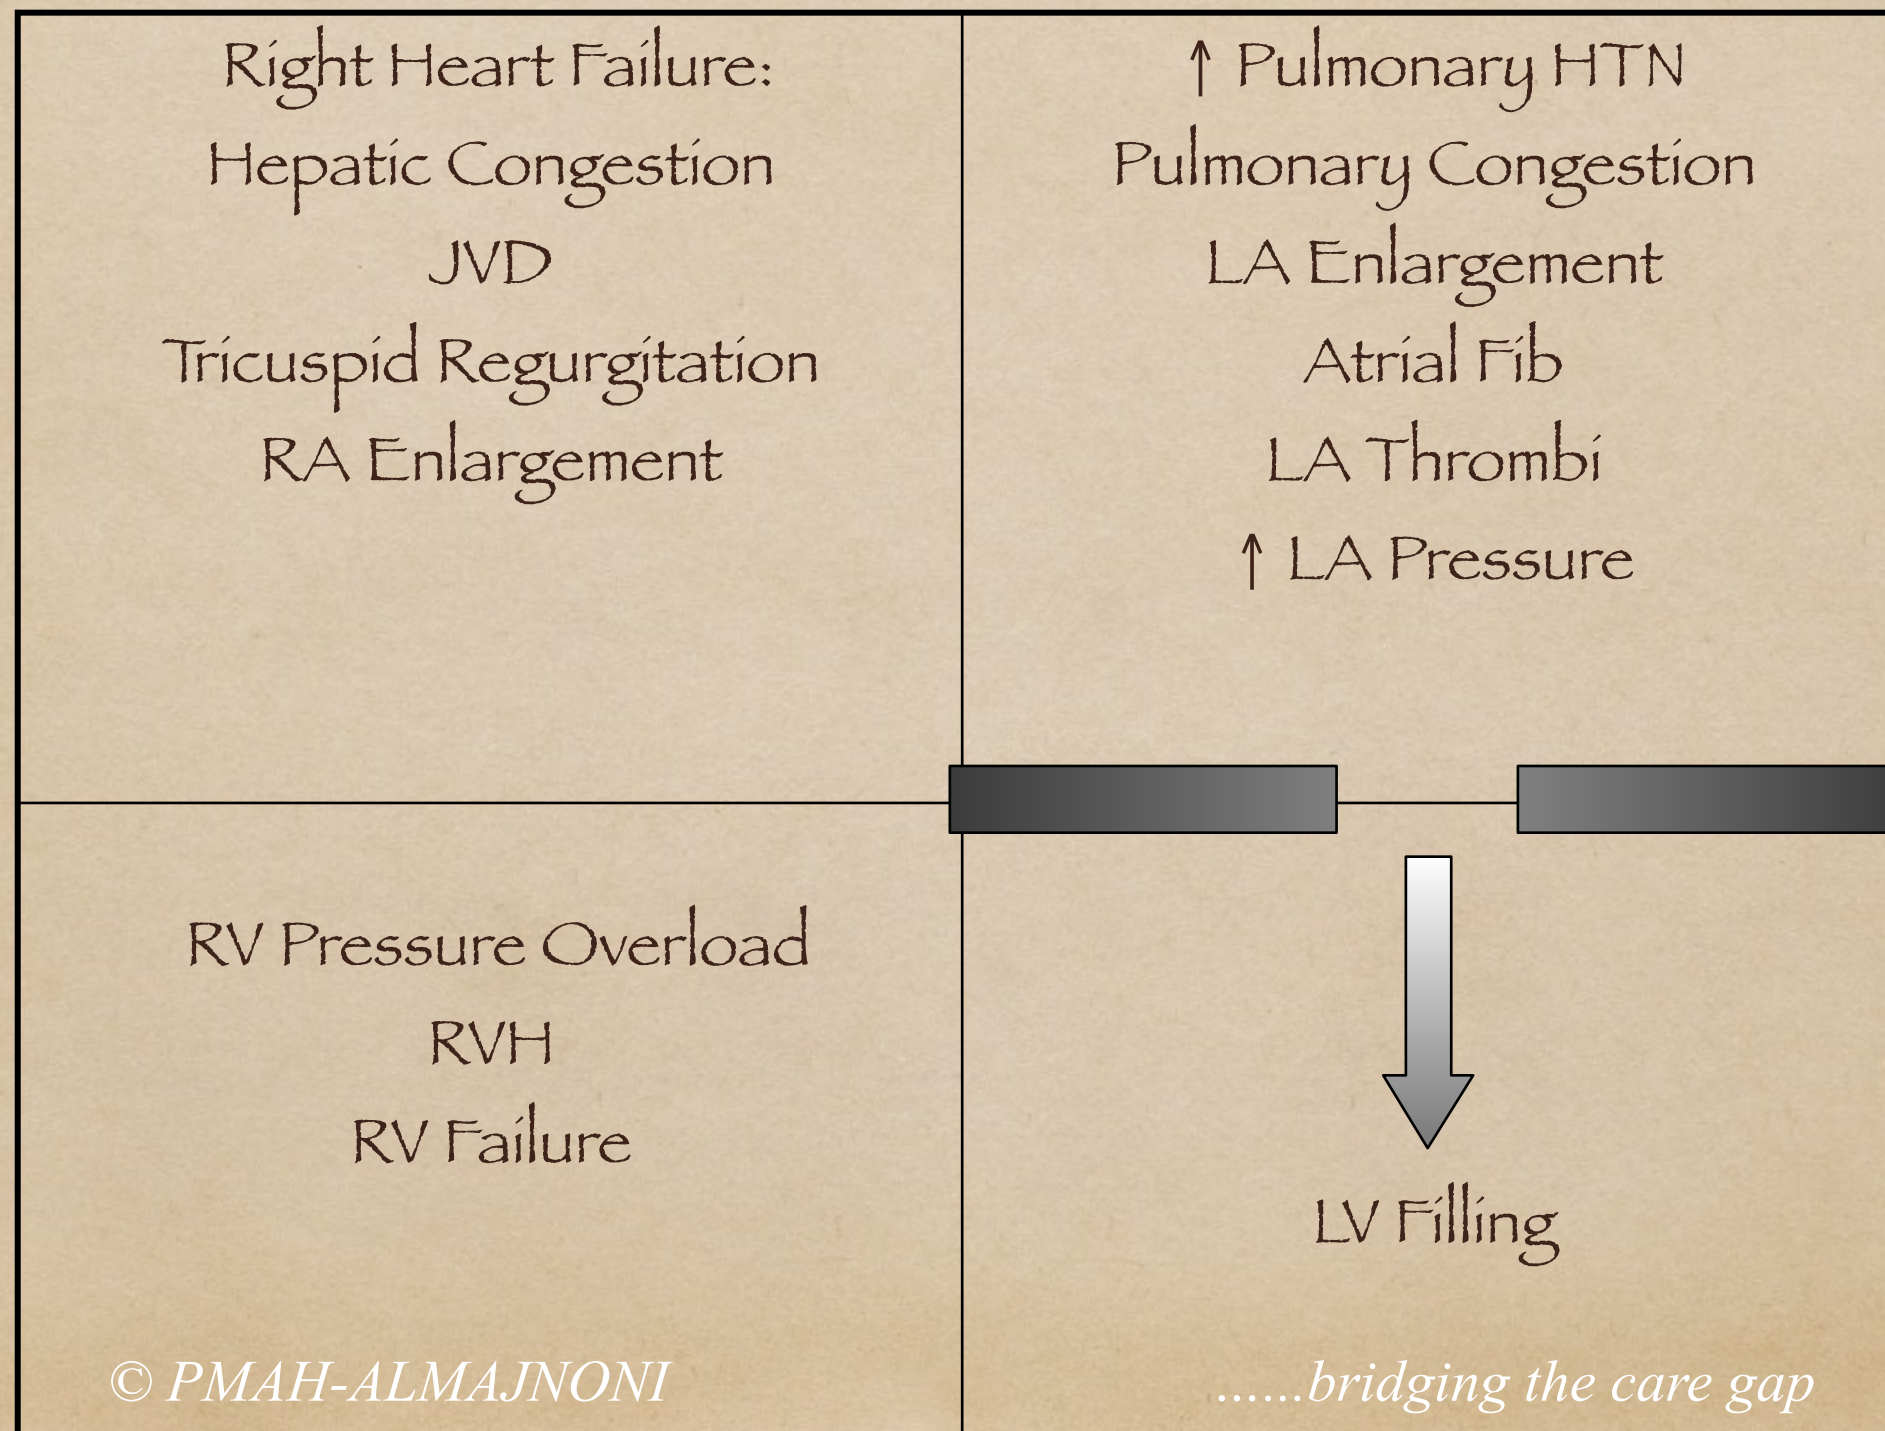 Right Heart Failure:
Hepatic Congestion
JVD
Tricuspid Regurgitation
RA Enlargement
↑ Pulmonary HTN
Pulmonary Congestion
LA Enlargement
Atrial Fib
LA Thrombi
↑ LA Pressure
RV Pressure Overload
RVH
RV Failure
LV Filling
© PMAH-ALMAJNONI
......bridging the care gap